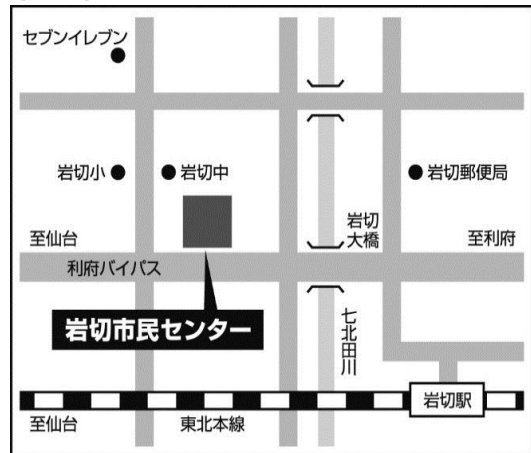 セブンイレブン
岩切小
岩切中
岩切郵便局
至仙台
岩切
大橋
至利府
利府バイパス
岩切市民センター
七北田川
岩切駅
至仙台
東北本線